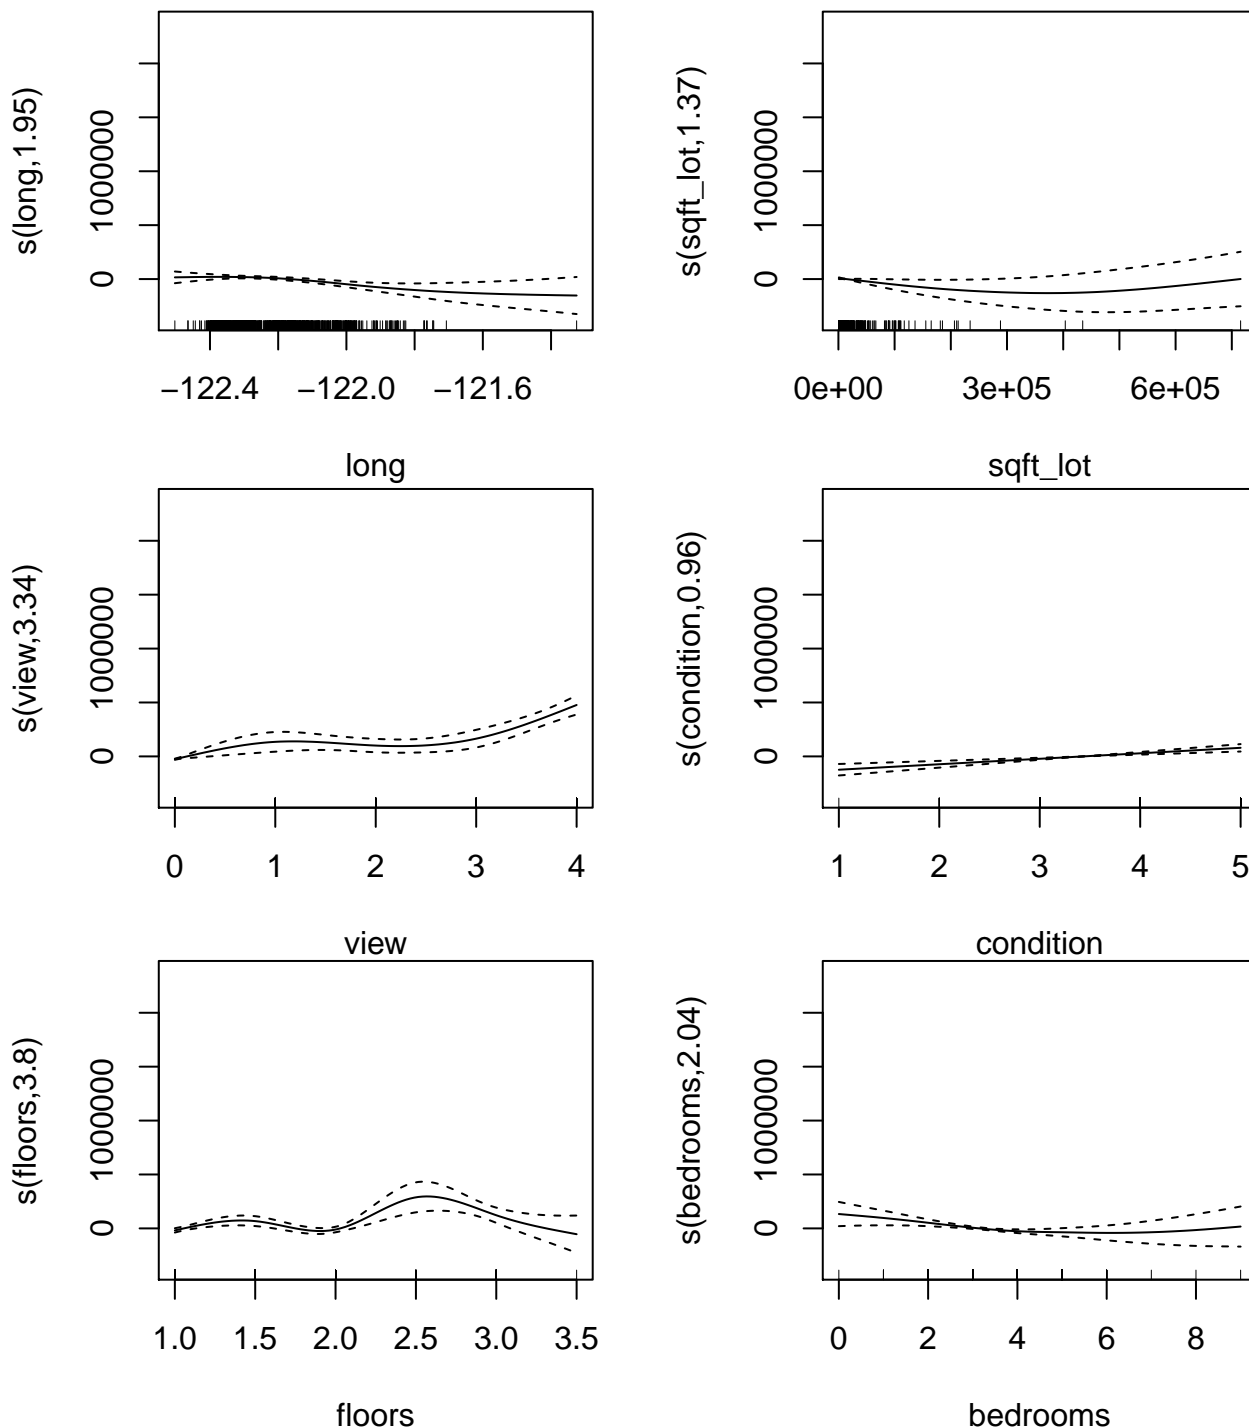 s(long,1.95)
0
1000000
−122.4
−122.0
−121.6
long
s(sqft_lot,1.37)
0
1000000
0e+00
3e+05
6e+05
sqft_lot
s(view,3.34)
0
1000000
0
1
2
3
4
view
s(condition,0.96)
0
1000000
1
2
3
4
5
condition
s(floors,3.8)
0
1000000
1.0
1.5
2.0
2.5
3.0
3.5
floors
s(bedrooms,2.04)
0
1000000
0
2
4
6
8
bedrooms